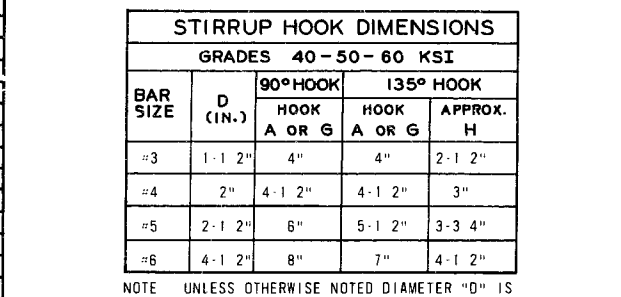 STIRRUP HOOK DIMENSIONS
GRADES 40-50-60 KSI
BAR SIZE D (IN.) 90° HOOK 135° HOOK
HOOK A OR G HOOK A OR G APPROX. H
#3 1-1 2" 4" 4" 2-1 2"
#4 2" 4-1 2" 4-1 2" 3"
#5 2-1 2" 6" 5-1 2" 3-3 4"
#6 4-1 2" 8" 7" 4-1 2"
NOTE UNLESS OTHERWISE NOTED DIAMETER "D" IS